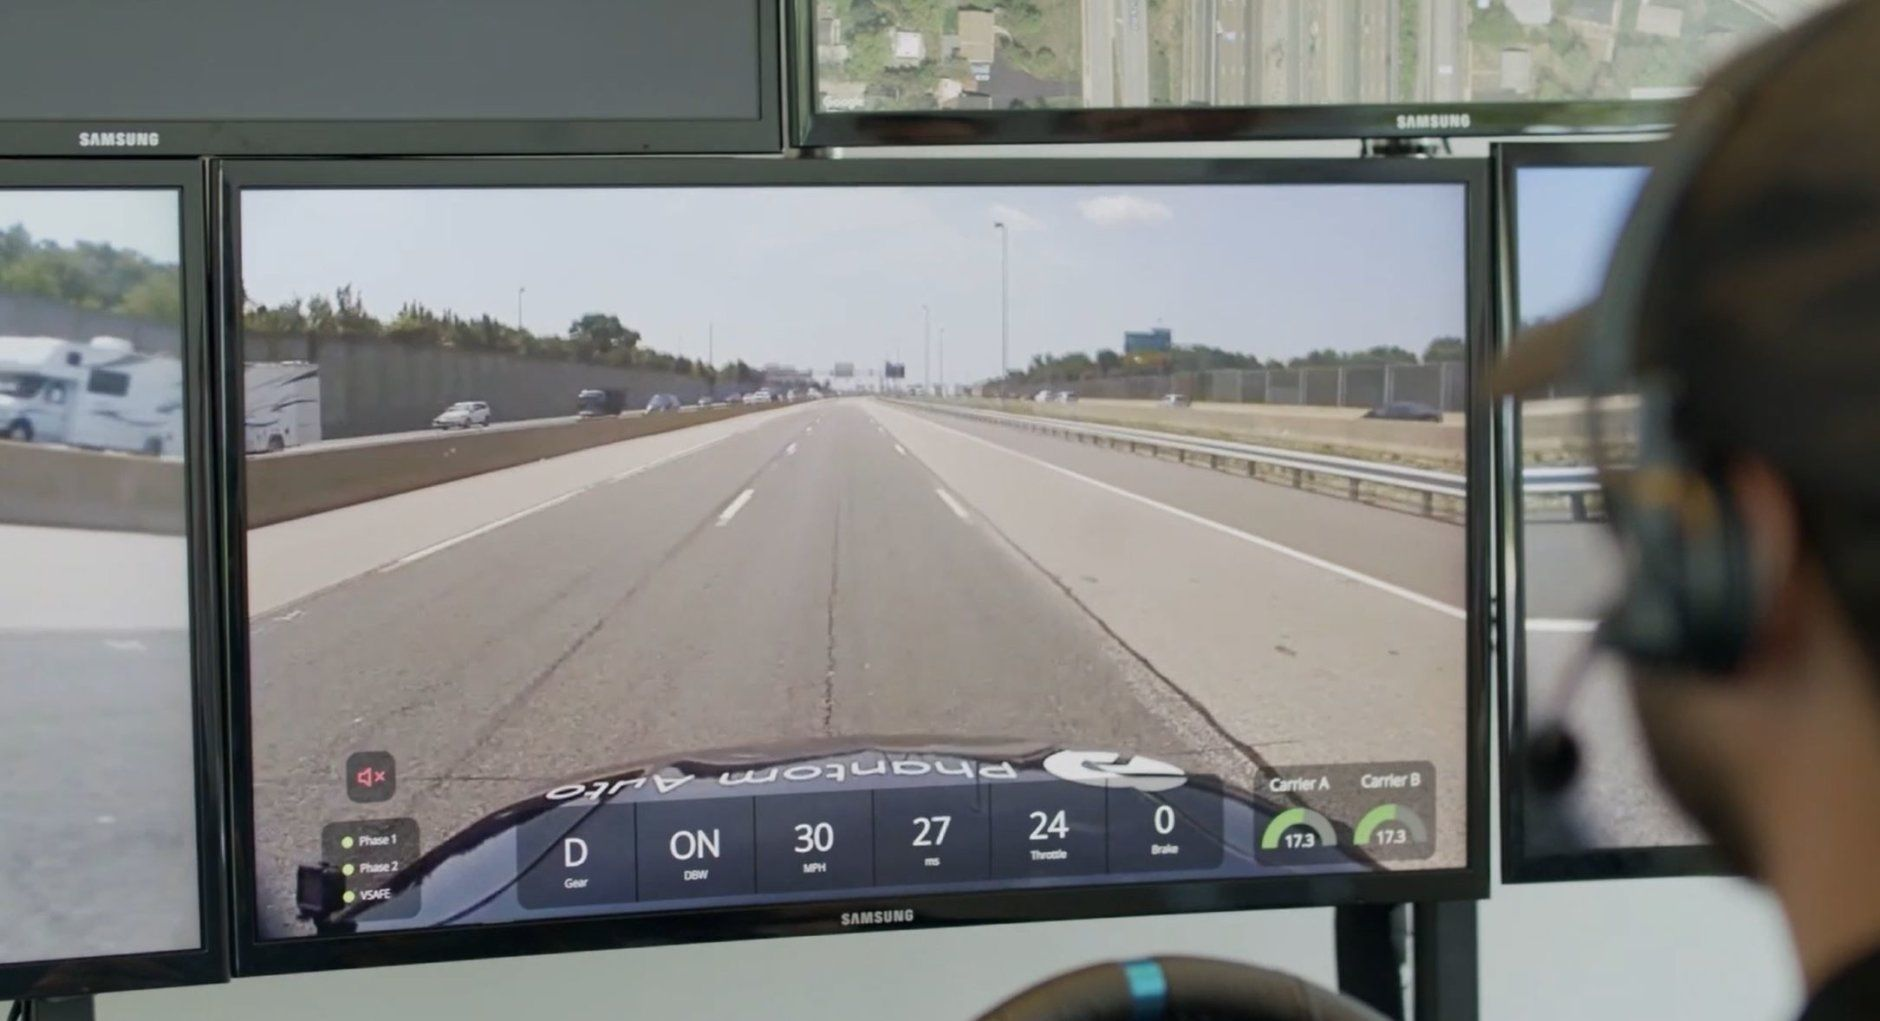 SAMSUNG
Google
SAMSUNG
Phantom Auto
Phase 1
Phase 2
VSAFE
D
Gear
ON
DBW
30
MPH
27
ms
24
Throttle
0
Brake
Carrier A
17.3
Carrier B
17.3
SAMSUNG